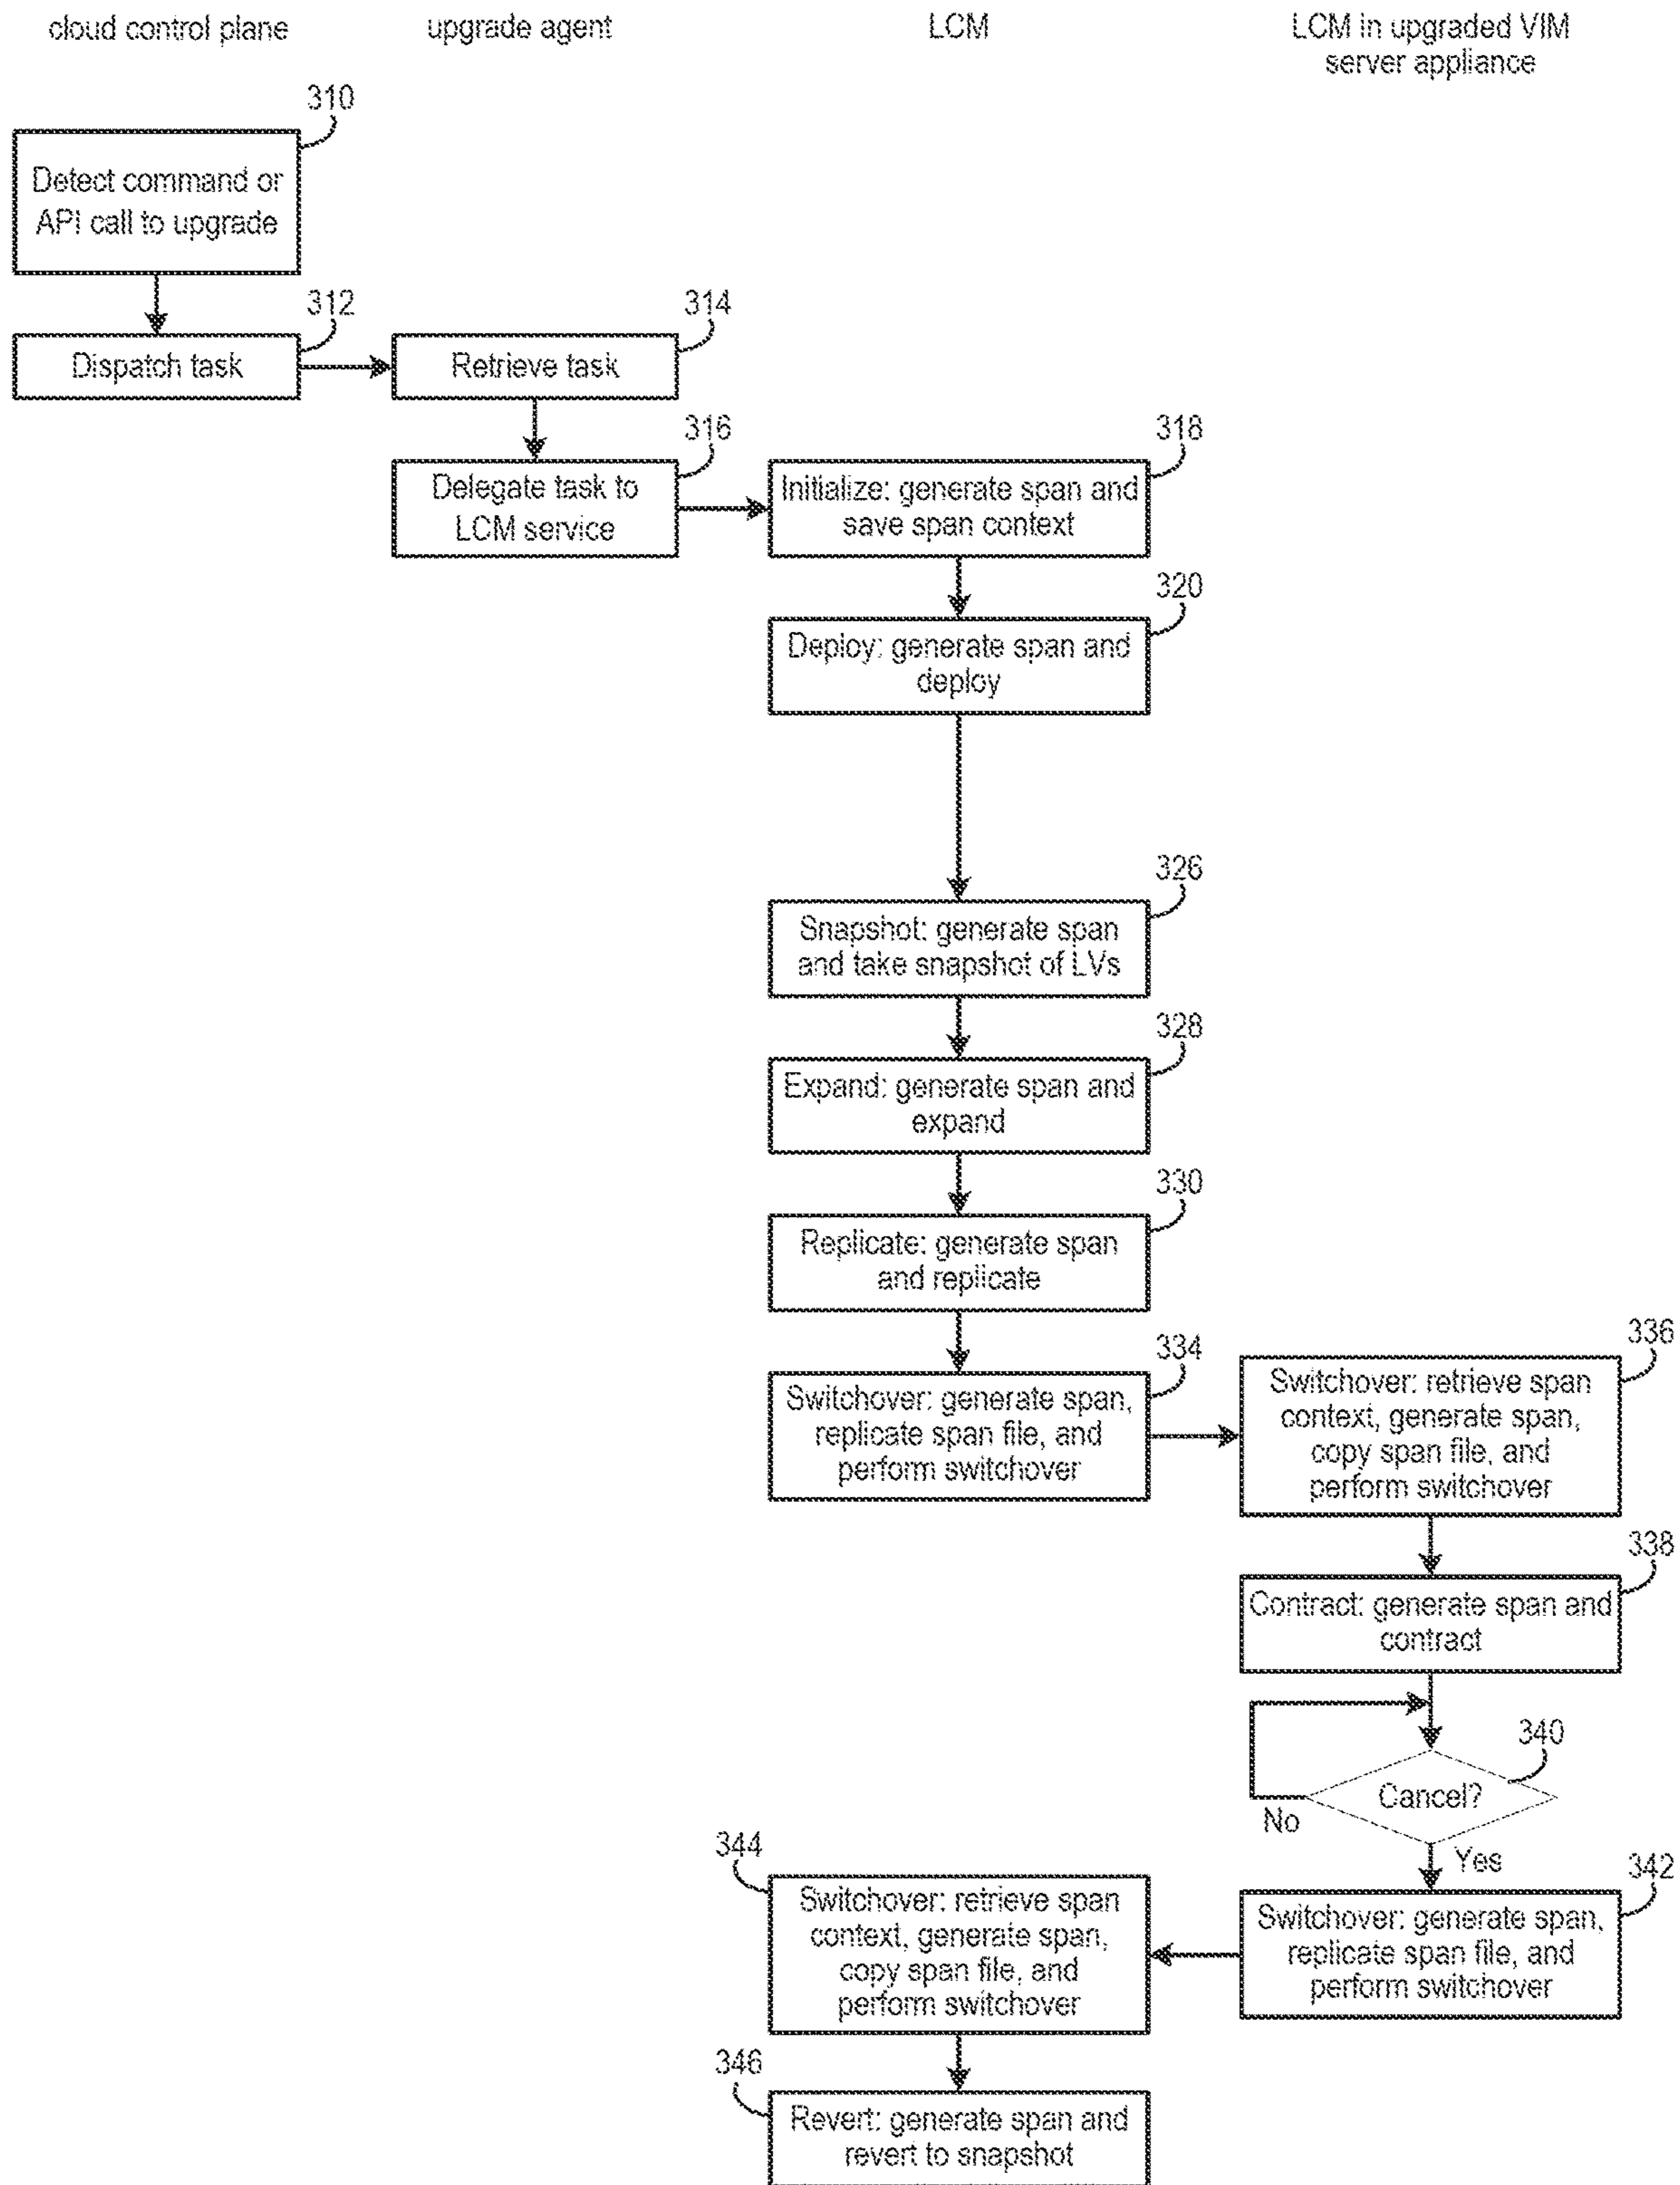 cloud control plane
upgrade agent
LCM
LCM in upgraded VIM
server appliance
310
Detect command or
API call to upgrade
312
Dispatch task
314
Retrieve task
316
Delegate task to
LCM service
318
Initialize: generate span and
save span context
320
Deploy: generate span and
deploy
326
Snapshot: generate span
and take snapshot of LVs
328
Expand: generate span and
expand
330
Replicate: generate span
and replicate
334
Switchover: generate span,
replicate span file, and
perform switchover
336
Switchover: retrieve span
context, generate span,
copy span file, and
perform switchover
338
Contract: generate span and
contract
340
Cancel?
No
Yes
342
Switchover: generate span,
replicate span file, and
perform switchover
344
Switchover: retrieve span
context, generate span,
copy span file, and
perform switchover
346
Revert: generate span and
revert to snapshot